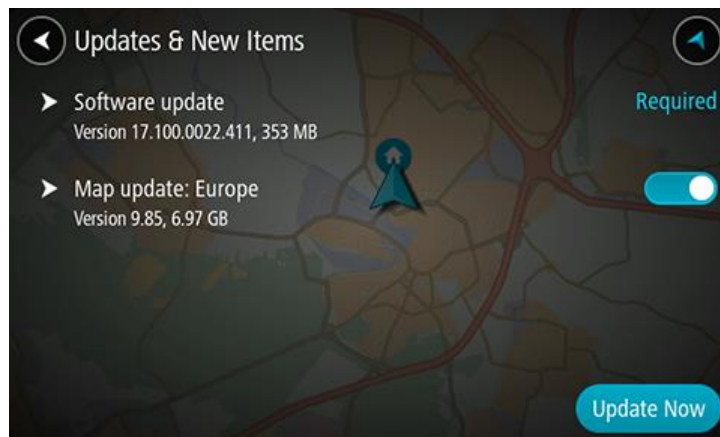 Updates & New Items
Software update
Required
Version 17.100.0022.411, 353 MB
Map update: Europe
Version 9.85, 6.97 GB
Update Now